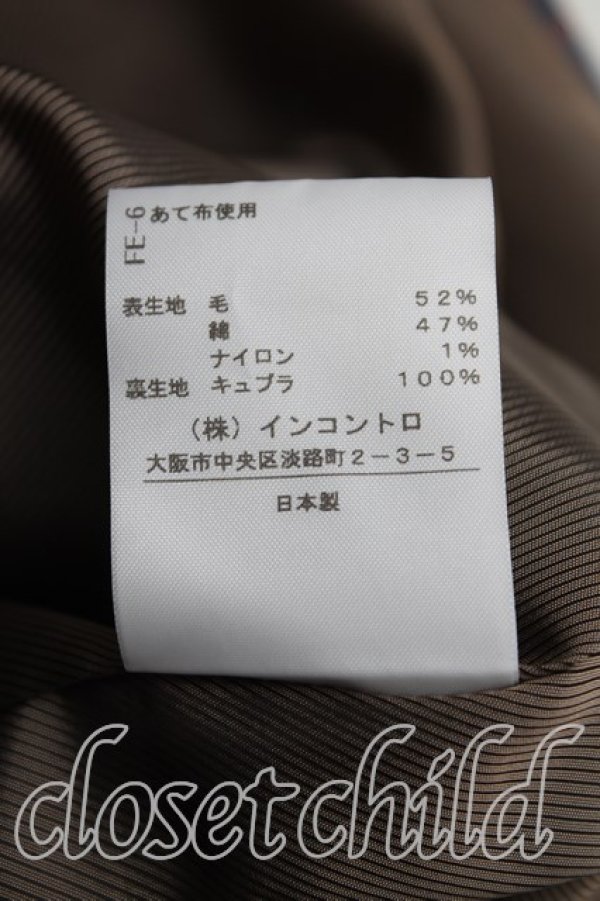 FE-6
あて布使用
表生地 毛 52%
綿 47%
ナイロン 1%
裏生地 キュプラ 100%
(株)インコントロ
大阪市中央区淡路町2-3-5
日本製
closet child